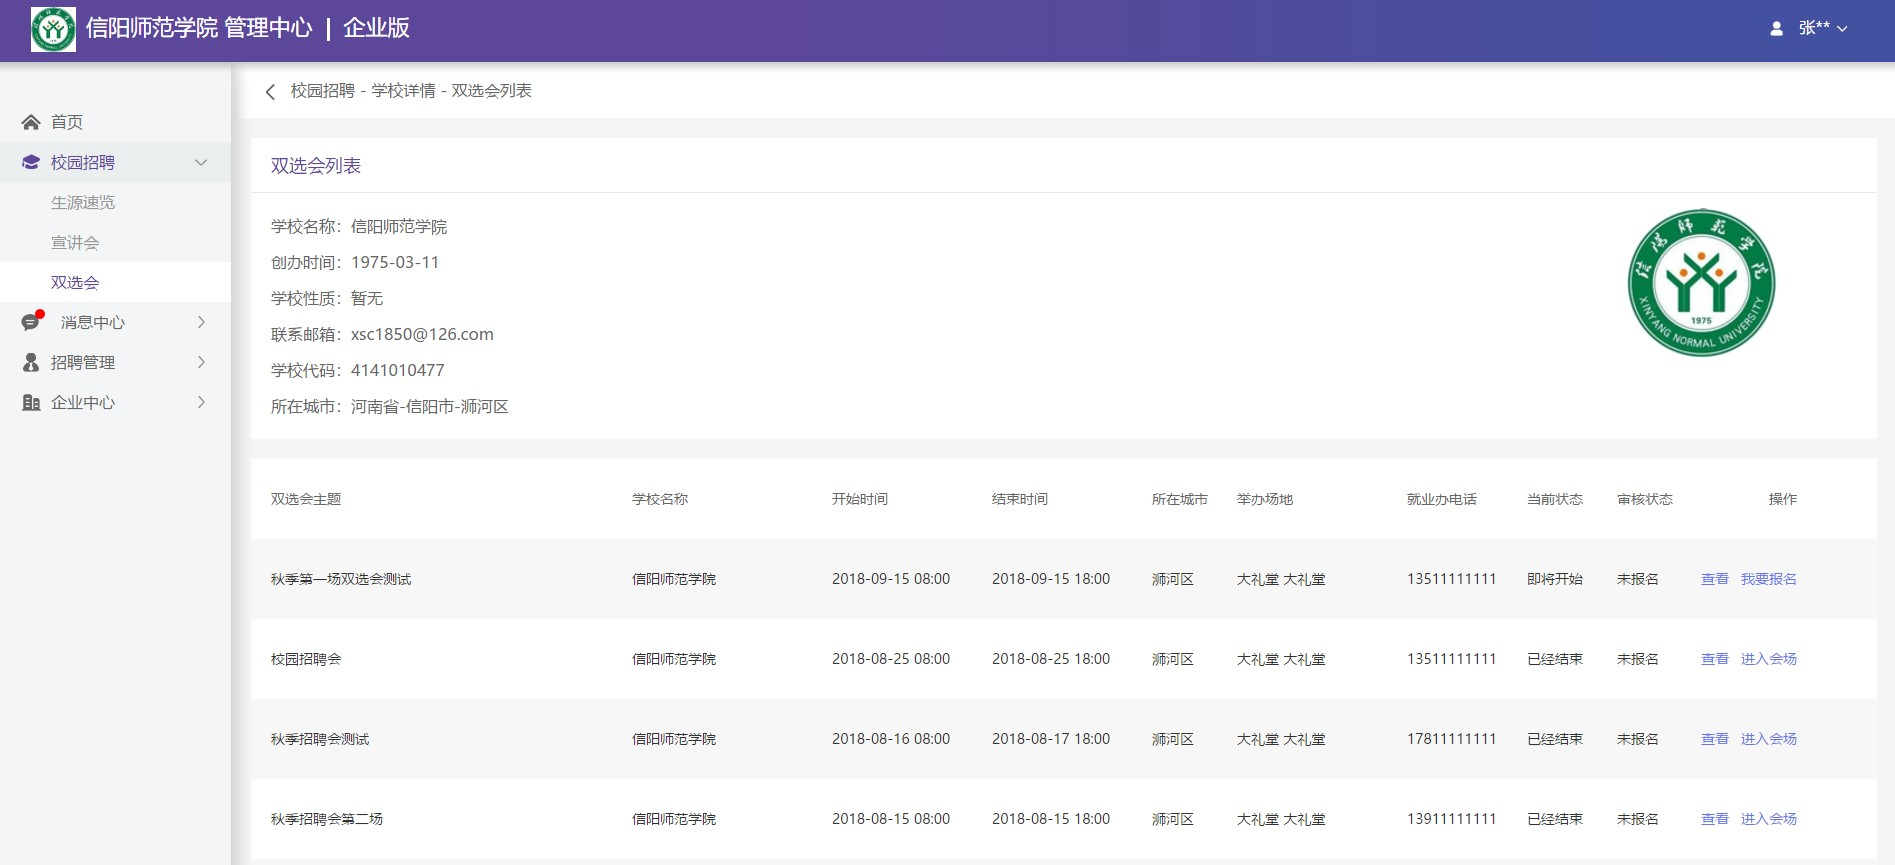 信阳师范学院 管理中心 | 企业版
张**
校园招聘 - 学校详情 - 双选会列表
首页
校园招聘
生源速览
宣讲会
双选会
消息中心
招聘管理
企业中心
双选会列表
学校名称：信阳师范学院
创办时间：1975-03-11
学校性质：暂无
联系邮箱：xsc1850@126.com
学校代码：4141010477
所在城市：河南省-信阳市-浉河区
信阳师范学院
1975
XINYANG NORMAL UNIVERSITY
双选会主题 学校名称 开始时间 结束时间 所在城市 举办场地 就业办电话 当前状态 审核状态 操作
秋季第一场双选会测试 信阳师范学院 2018-09-15 08:00 2018-09-15 18:00 浉河区 大礼堂 大礼堂 13511111111 即将开始 未报名 查看 我要报名
校园招聘会 信阳师范学院 2018-08-25 08:00 2018-08-25 18:00 浉河区 大礼堂 大礼堂 13511111111 已经结束 未报名 查看 进入会场
秋季招聘会测试 信阳师范学院 2018-08-16 08:00 2018-08-17 18:00 浉河区 大礼堂 大礼堂 17811111111 已经结束 未报名 查看 进入会场
秋季招聘会第二场 信阳师范学院 2018-08-15 08:00 2018-08-15 18:00 浉河区 大礼堂 大礼堂 13911111111 已经结束 未报名 查看 进入会场